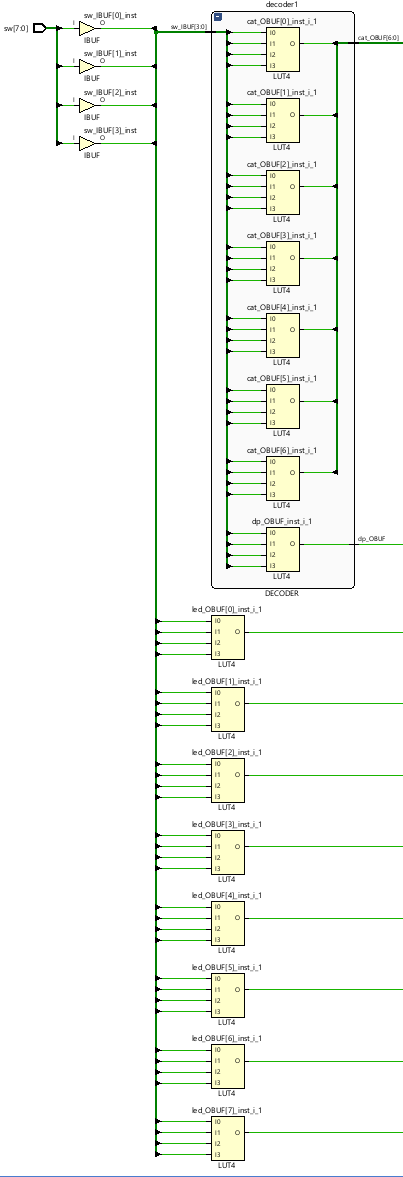 sw[7:0]
sw_IBUF[0]_inst
I O
IBUF
sw_IBUF[1]_inst
I O
IBUF
sw_IBUF[2]_inst
I O
IBUF
sw_IBUF[3]_inst
I O
IBUF
sw_IBUF[3:0]
decoder1
cat_OBUF[0]_inst_i_1
I0
I1 O
I2
I3
LUT4
cat_OBUF[6:0]
cat_OBUF[1]_inst_i_1
I0
I1 O
I2
I3
LUT4
cat_OBUF[2]_inst_i_1
I0
I1 O
I2
I3
LUT4
cat_OBUF[3]_inst_i_1
I0
I1 O
I2
I3
LUT4
cat_OBUF[4]_inst_i_1
I0
I1 O
I2
I3
LUT4
cat_OBUF[5]_inst_i_1
I0
I1 O
I2
I3
LUT4
cat_OBUF[6]_inst_i_1
I0
I1 O
I2
I3
LUT4
dp_OBUF_inst_i_1
I0
I1 O
I2
I3
LUT4
dp_OBUF
DECODER
led_OBUF[0]_inst_i_1
I0
I1 O
I2
I3
LUT4
led_OBUF[1]_inst_i_1
I0
I1 O
I2
I3
LUT4
led_OBUF[2]_inst_i_1
I0
I1 O
I2
I3
LUT4
led_OBUF[3]_inst_i_1
I0
I1 O
I2
I3
LUT4
led_OBUF[4]_inst_i_1
I0
I1 O
I2
I3
LUT4
led_OBUF[5]_inst_i_1
I0
I1 O
I2
I3
LUT4
led_OBUF[6]_inst_i_1
I0
I1 O
I2
I3
LUT4
led_OBUF[7]_inst_i_1
I0
I1 O
I2
I3
LUT4